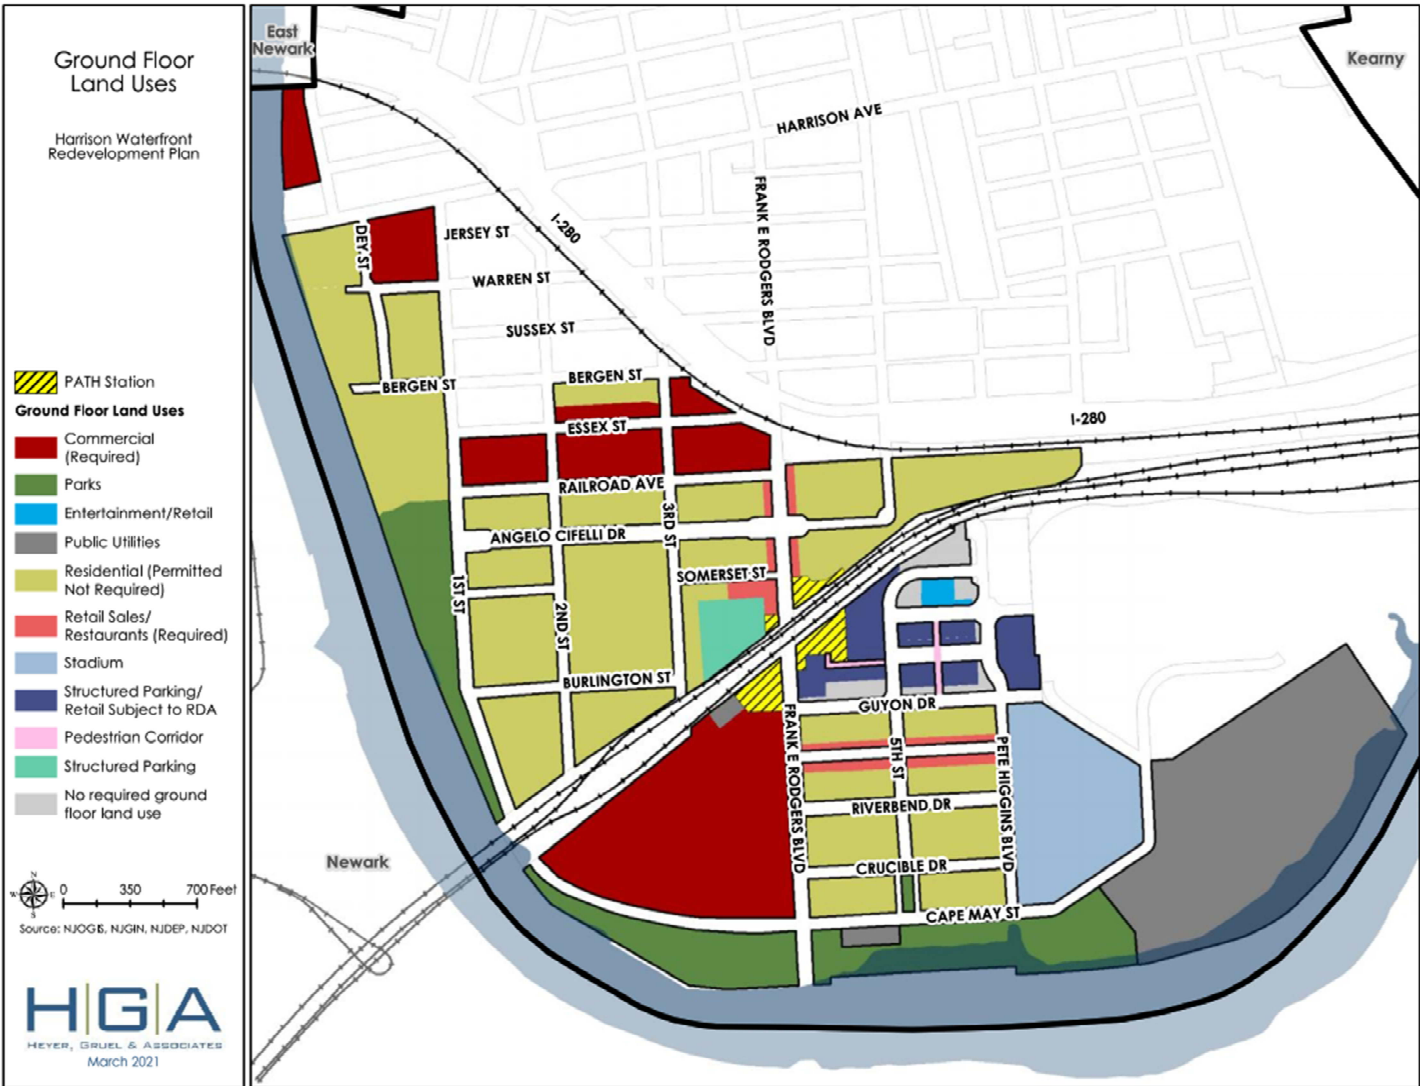 Ground Floor
Land Uses
Harrison Waterfront
Redevelopment Plan
PATH Station
Ground Floor Land Uses
Commercial
(Required)
Parks
Entertainment/Retail
Public Utilities
Residential (Permitted
Not Required)
Retail Sales/
Restaurants (Required)
Stadium
Structured Parking/
Retail Subject to RDA
Pedestrian Corridor
Structured Parking
No required ground
floor land use
N
W
E
S
0 350 700 Feet
Source: NJOGIS, NJGIN, NJDEP, NJDOT
H|G|A
HEYER, GRUEL & ASSOCIATES
March 2021
East
Newark
Kearny
HARRISON AVE
FRANK E RODGERS BLVD
I-280
DEY ST
JERSEY ST
WARREN ST
SUSSEX ST
BERGEN ST
BERGEN ST
ESSEX ST
I-280
RAILROAD AVE
3RD ST
ANGELO CIFELLI DR
SOMERSET ST
1ST ST
2ND ST
BURLINGTON ST
GUYON DR
FRANK E RODGERS BLVD
5TH ST
PETE HIGGINS BLVD
RIVERBEND DR
CRUCIBLE DR
CAPE MAY ST
Newark